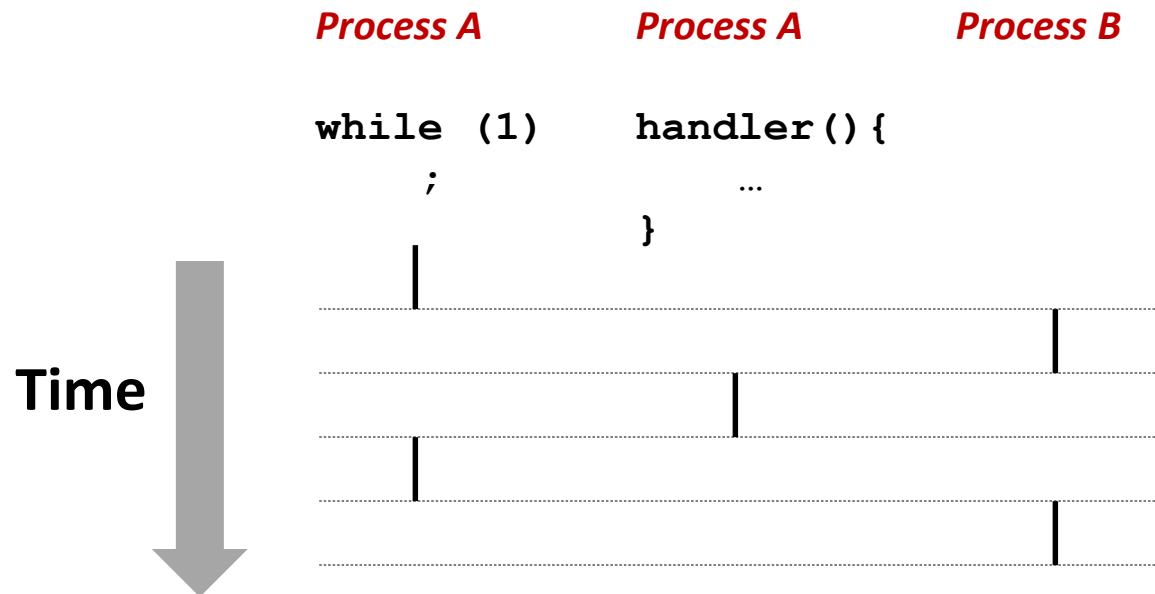 Process A Process A Process B
while (1) handler(){
; …
}
Time